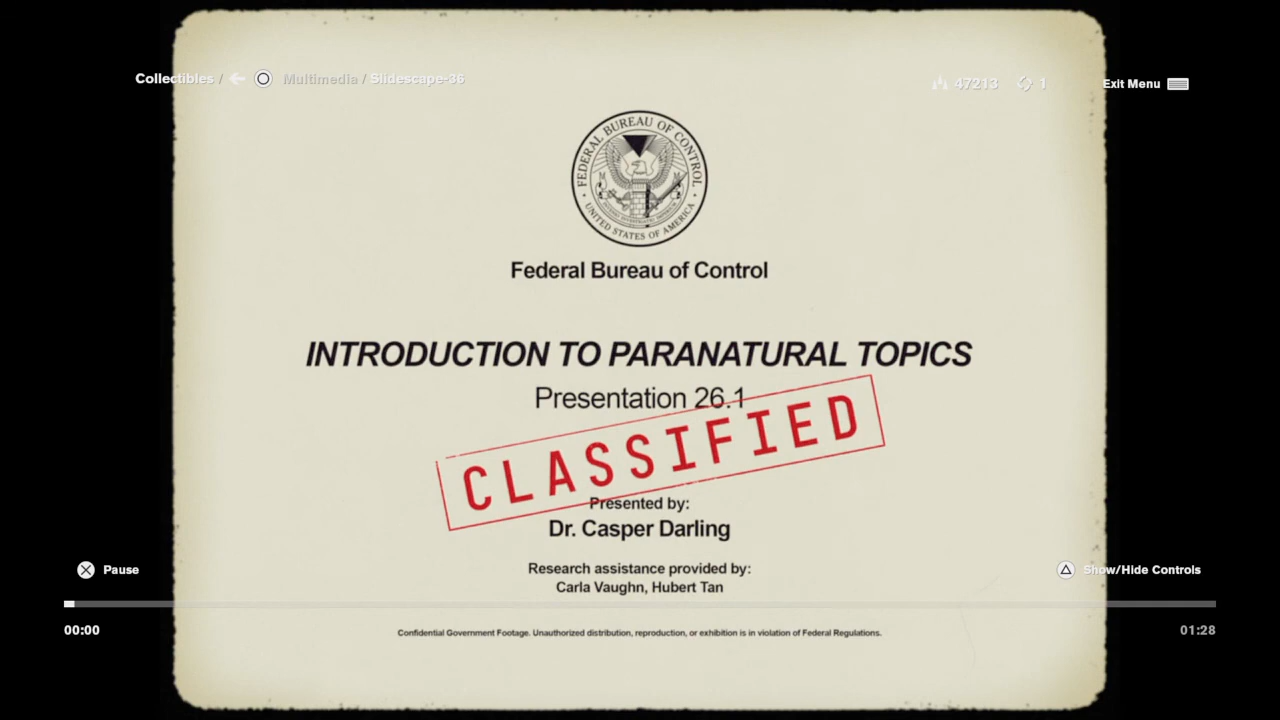 Collectibles / Multimedia / Slidescape-36
47213 1
Exit Menu
FEDERAL BUREAU OF CONTROL
UNITED STATES OF AMERICA
Federal Bureau of Control
INTRODUCTION TO PARANATURAL TOPICS
Presentation 26.1
CLASSIFIED
Presented by:
Dr. Casper Darling
Research assistance provided by:
Carla Vaughn, Hubert Tan
Pause
Show/Hide Controls
00:00
01:28
Confidential Government Footage. Unauthorized distribution, reproduction, or exhibition is in violation of Federal Regulations.